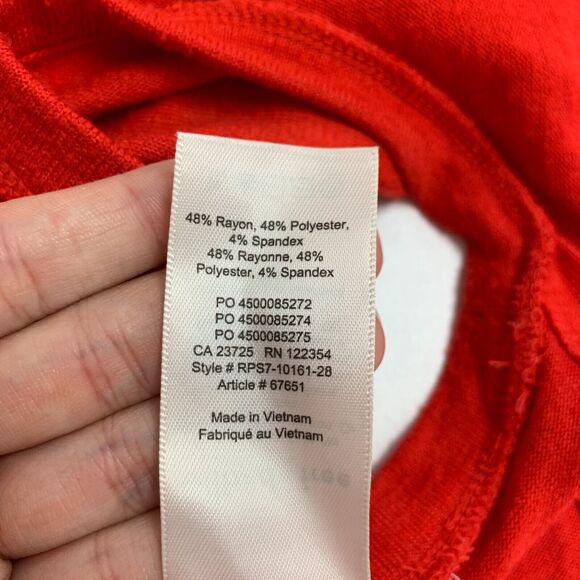 48% Rayon, 48% Polyester,
4% Spandex
48% Rayonne, 48%
Polyester, 4% Spandex
PO 4500085272
PO 4500085274
PO 4500085275
CA 23725 RN 122354
Style # RPS7-10161-28
Article # 67651
Made in Vietnam
Fabriqué au Vietnam